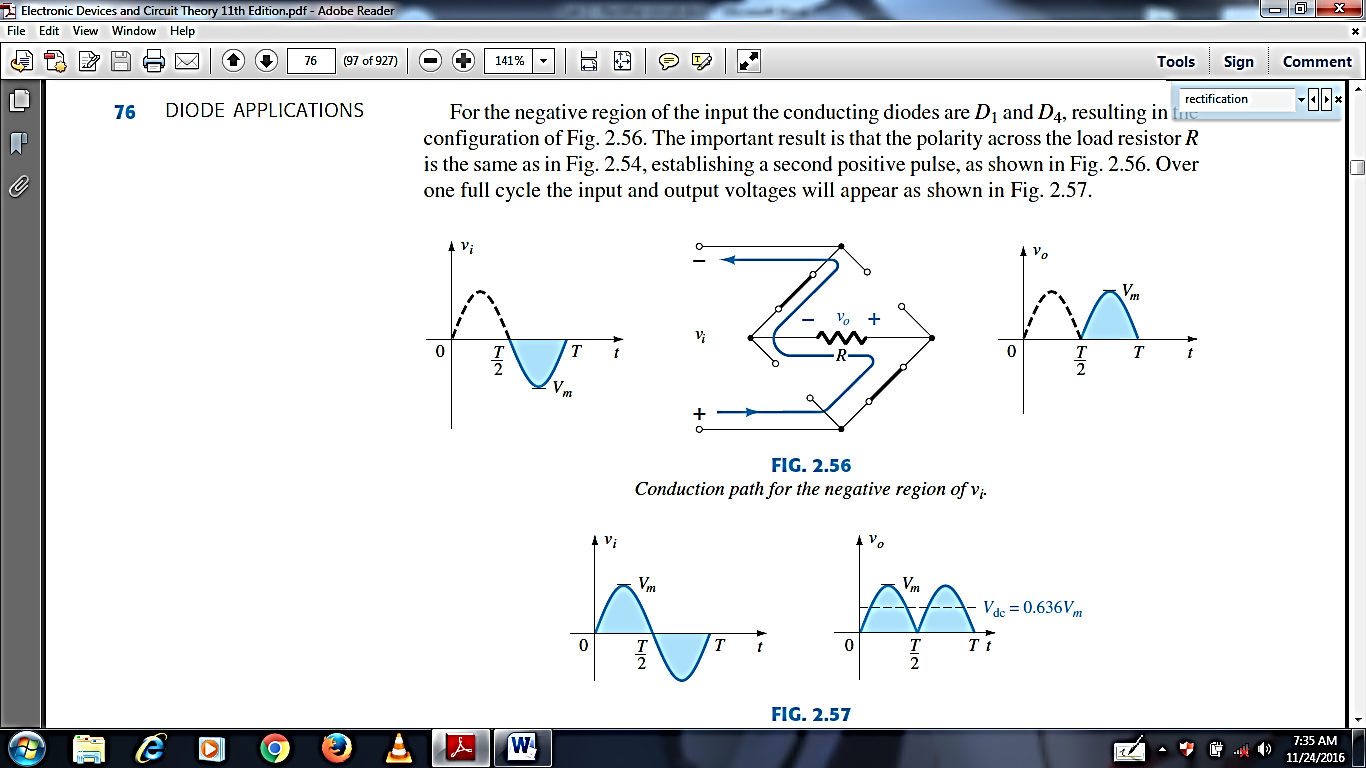 Electronic Devices and Circuit Theory 11th Edition.pdf - Adobe Reader
File Edit View Window Help
76 (97 of 927) 141% Tools Sign Comment
rectification
76 DIODE APPLICATIONS
For the negative region of the input the conducting diodes are D1 and D4, resulting in the
configuration of Fig. 2.56. The important result is that the polarity across the load resistor R
is the same as in Fig. 2.54, establishing a second positive pulse, as shown in Fig. 2.56. Over
one full cycle the input and output voltages will appear as shown in Fig. 2.57.
vi
0 T/2 T t
Vm
−
vi
− vo +
R
+
vo
Vm
0 T/2 T t
FIG. 2.56
Conduction path for the negative region of vi.
vi
Vm
0 T/2 T t
vo
Vm
Vdc = 0.636Vm
0 T/2 T t
FIG. 2.57
7:35 AM
11/24/2016